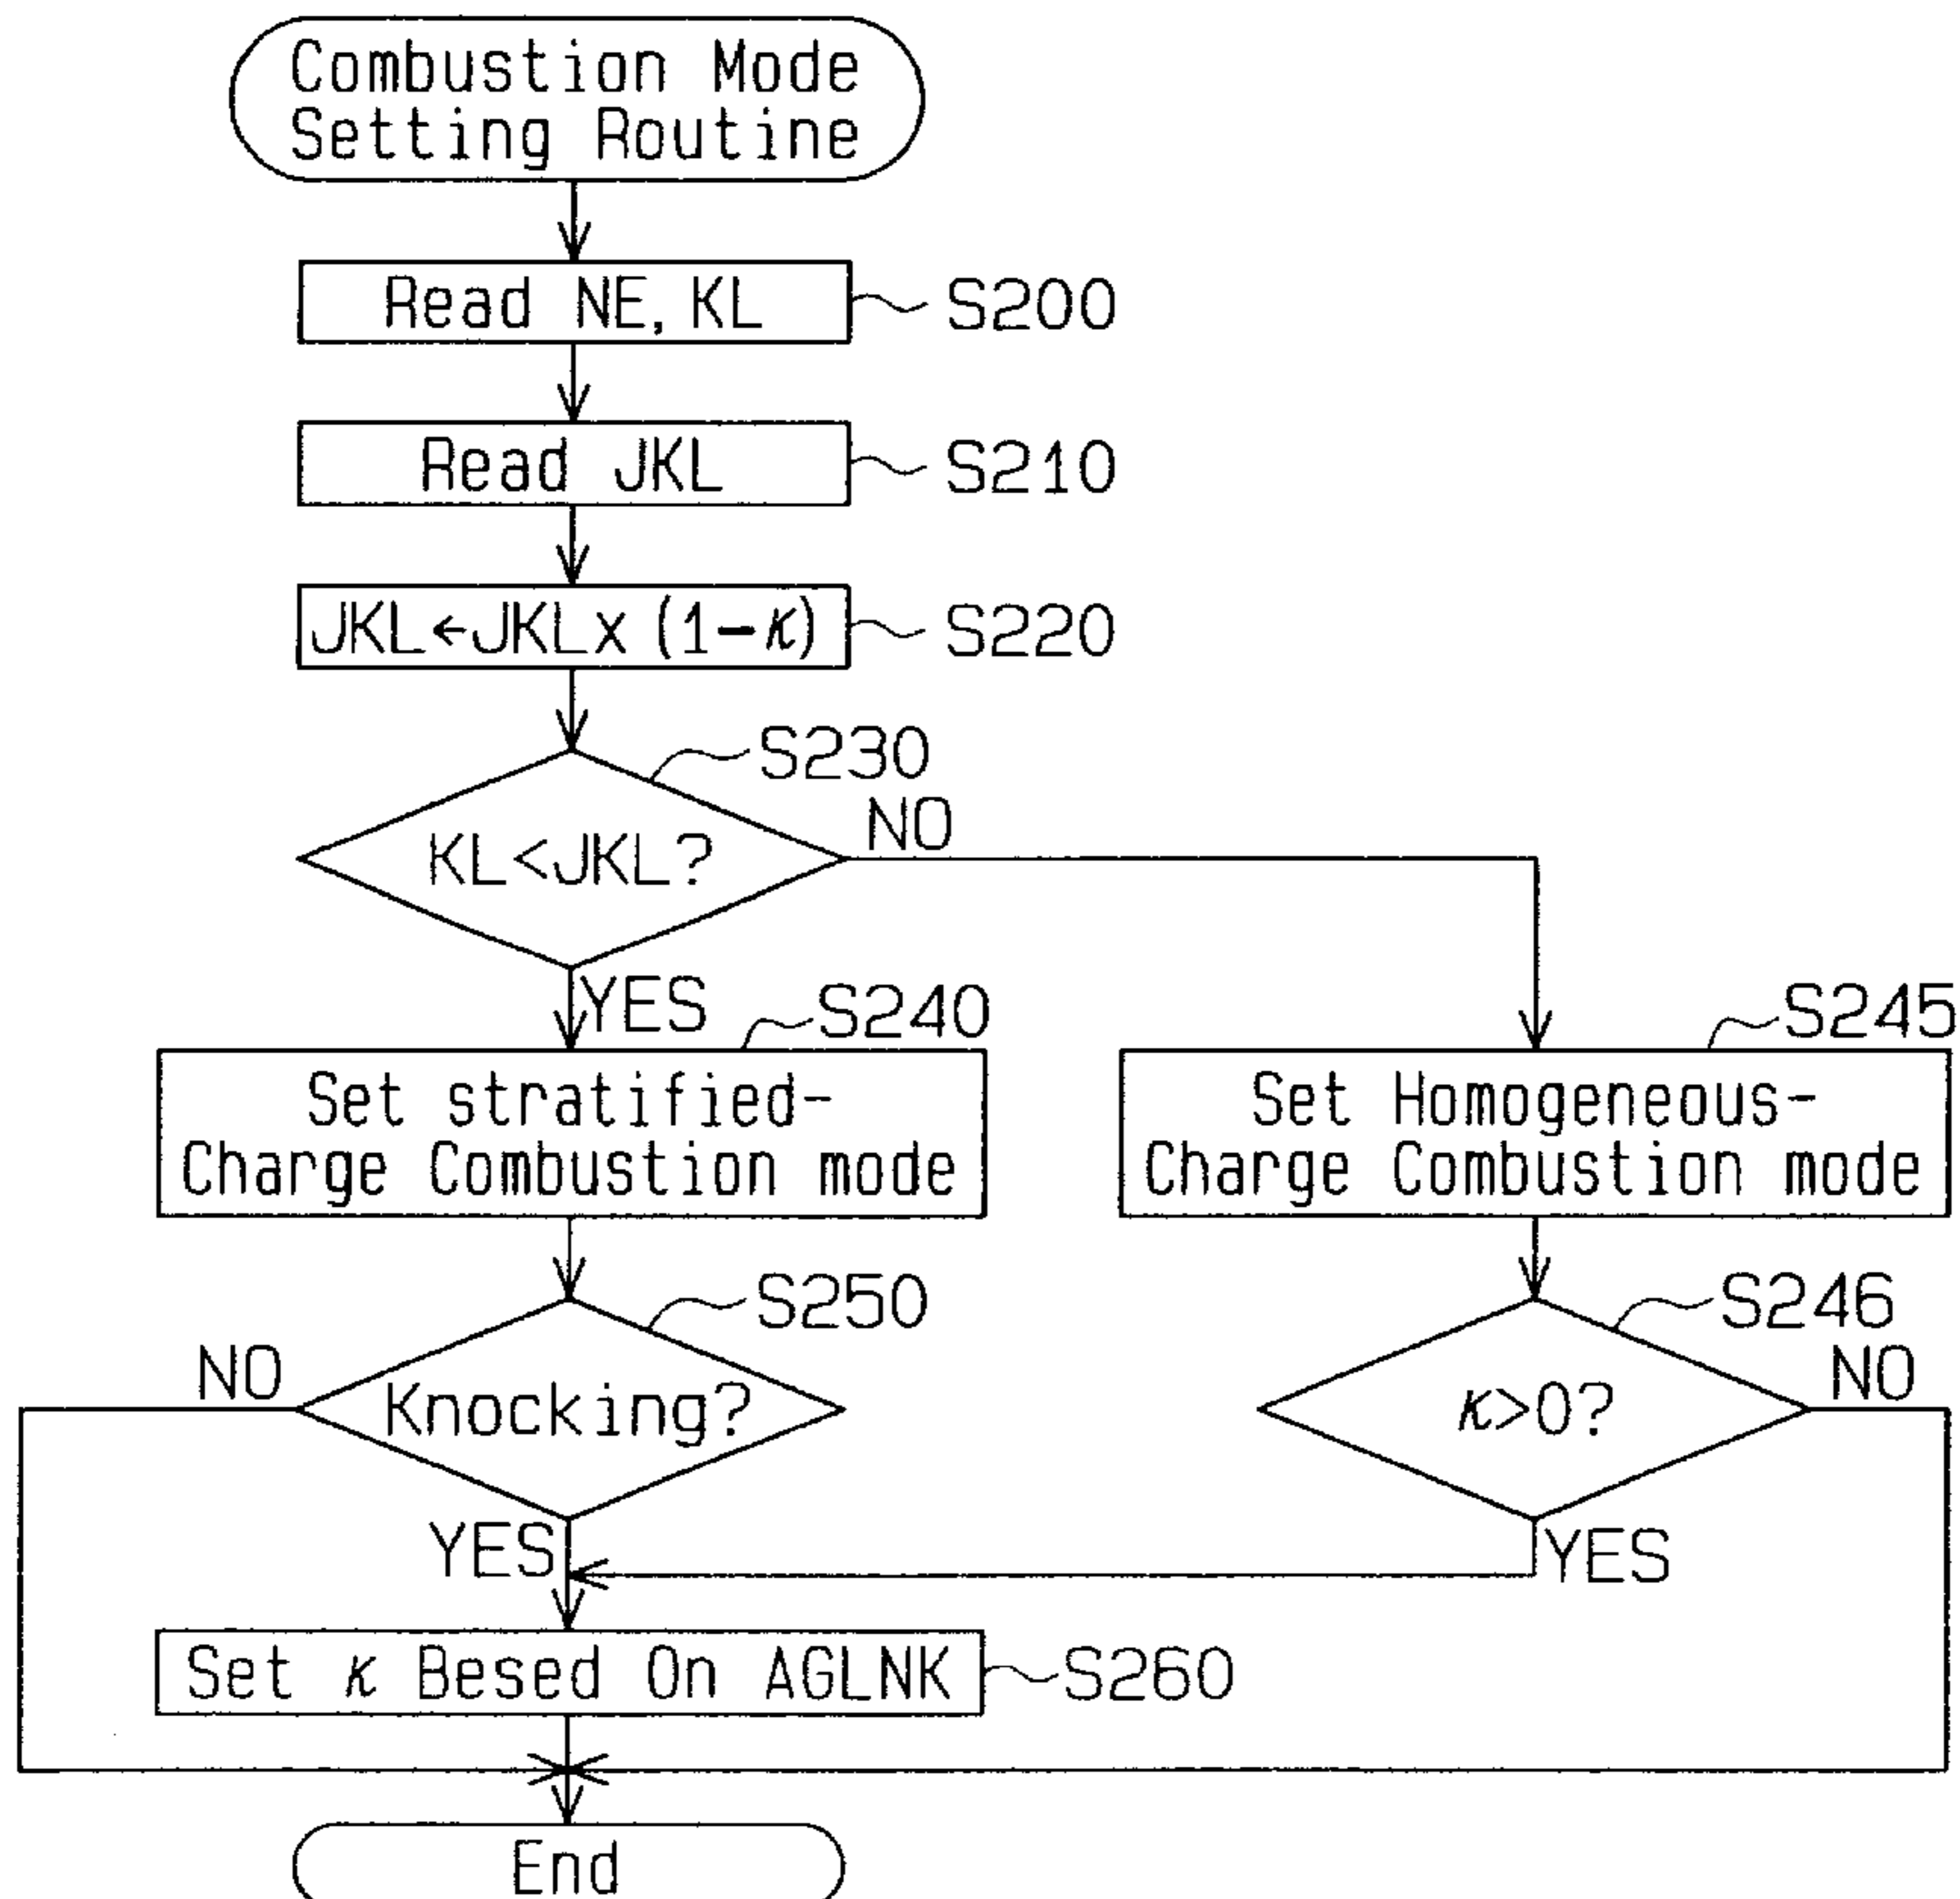 Combustion Mode
Setting Routine
Read NE, KL
S200
Read JKL
S210
JKL←JKL×(1-κ)
S220
S230
KL<JKL?
NO
YES
S240
S245
Set stratified-
Charge Combustion mode
Set Homogeneous-
Charge Combustion mode
S250
S246
NO
Knocking?
κ>0?
NO
YES
YES
Set κ Besed On AGLNK
S260
End